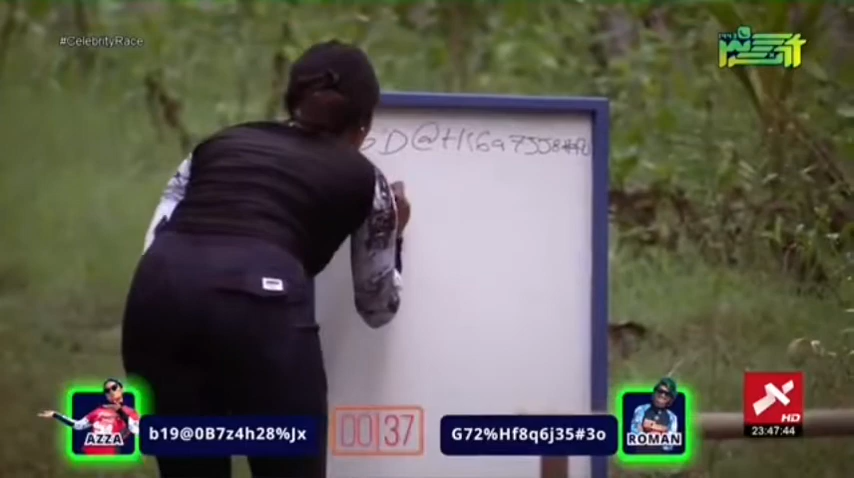 #CelebrityRace
D@H
AZZA
b19@0B7z4h28%Jx
00|37
G72%Hf8q6j35#3o
ROMAN
HD
23:47:44